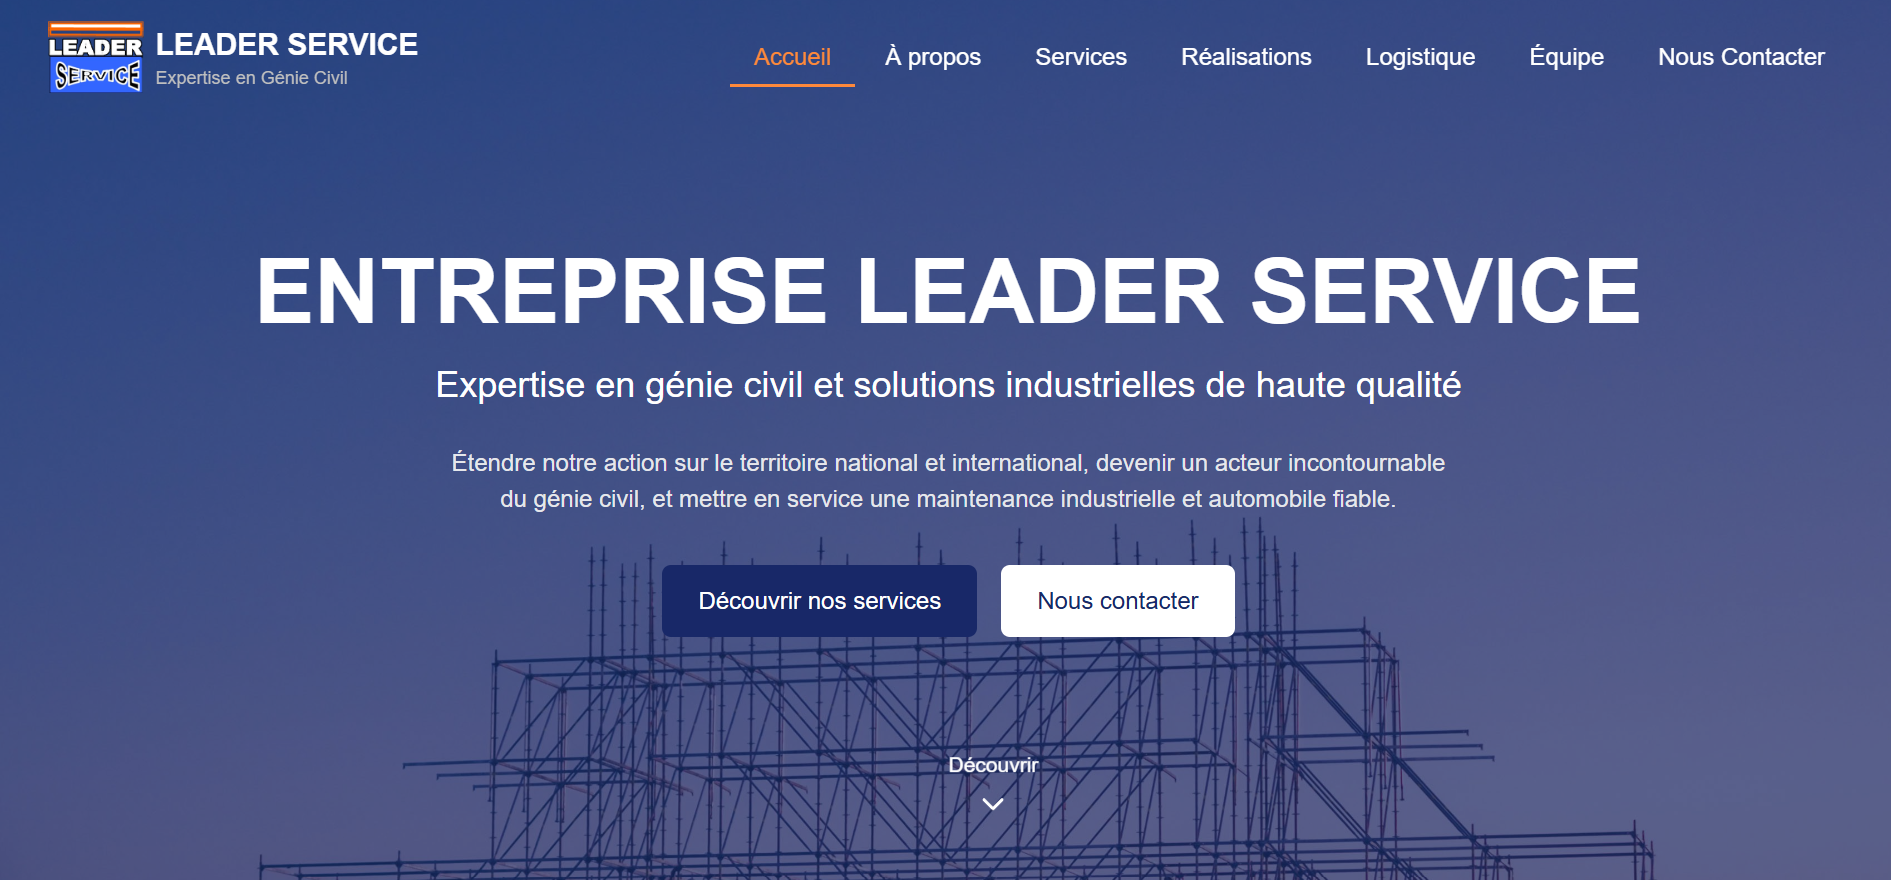 LEADER
SERVICE
LEADER SERVICE
Expertise en Génie Civil
Accueil
À propos
Services
Réalisations
Logistique
Équipe
Nous Contacter
ENTREPRISE LEADER SERVICE
Expertise en génie civil et solutions industrielles de haute qualité
Étendre notre action sur le territoire national et international, devenir un acteur incontournable
du génie civil, et mettre en service une maintenance industrielle et automobile fiable.
Découvrir nos services
Nous contacter
Découvrir